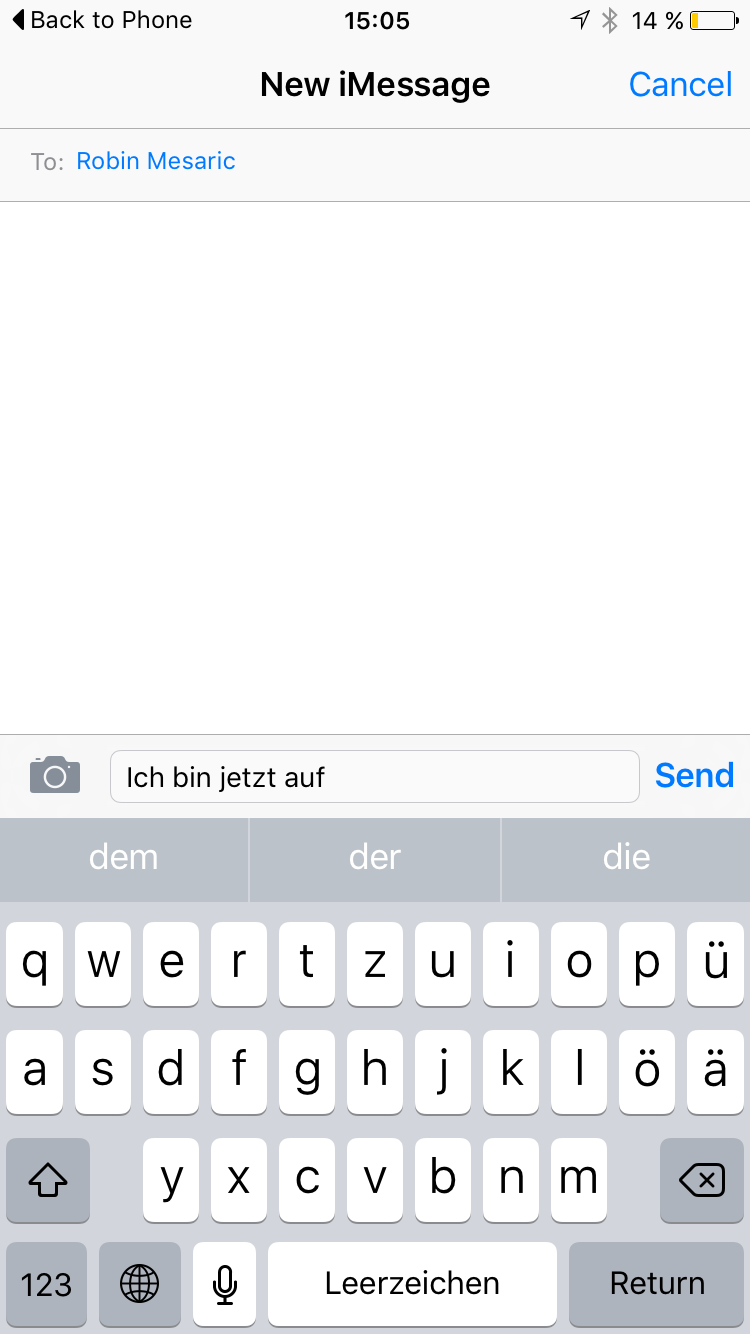 Back to Phone 15:05 14 %
New iMessage Cancel
To: Robin Mesaric
Ich bin jetzt auf Send
dem der die
q w e r t z u i o p ü
a s d f g h j k l ö ä
y x c v b n m
123 Leerzeichen Return